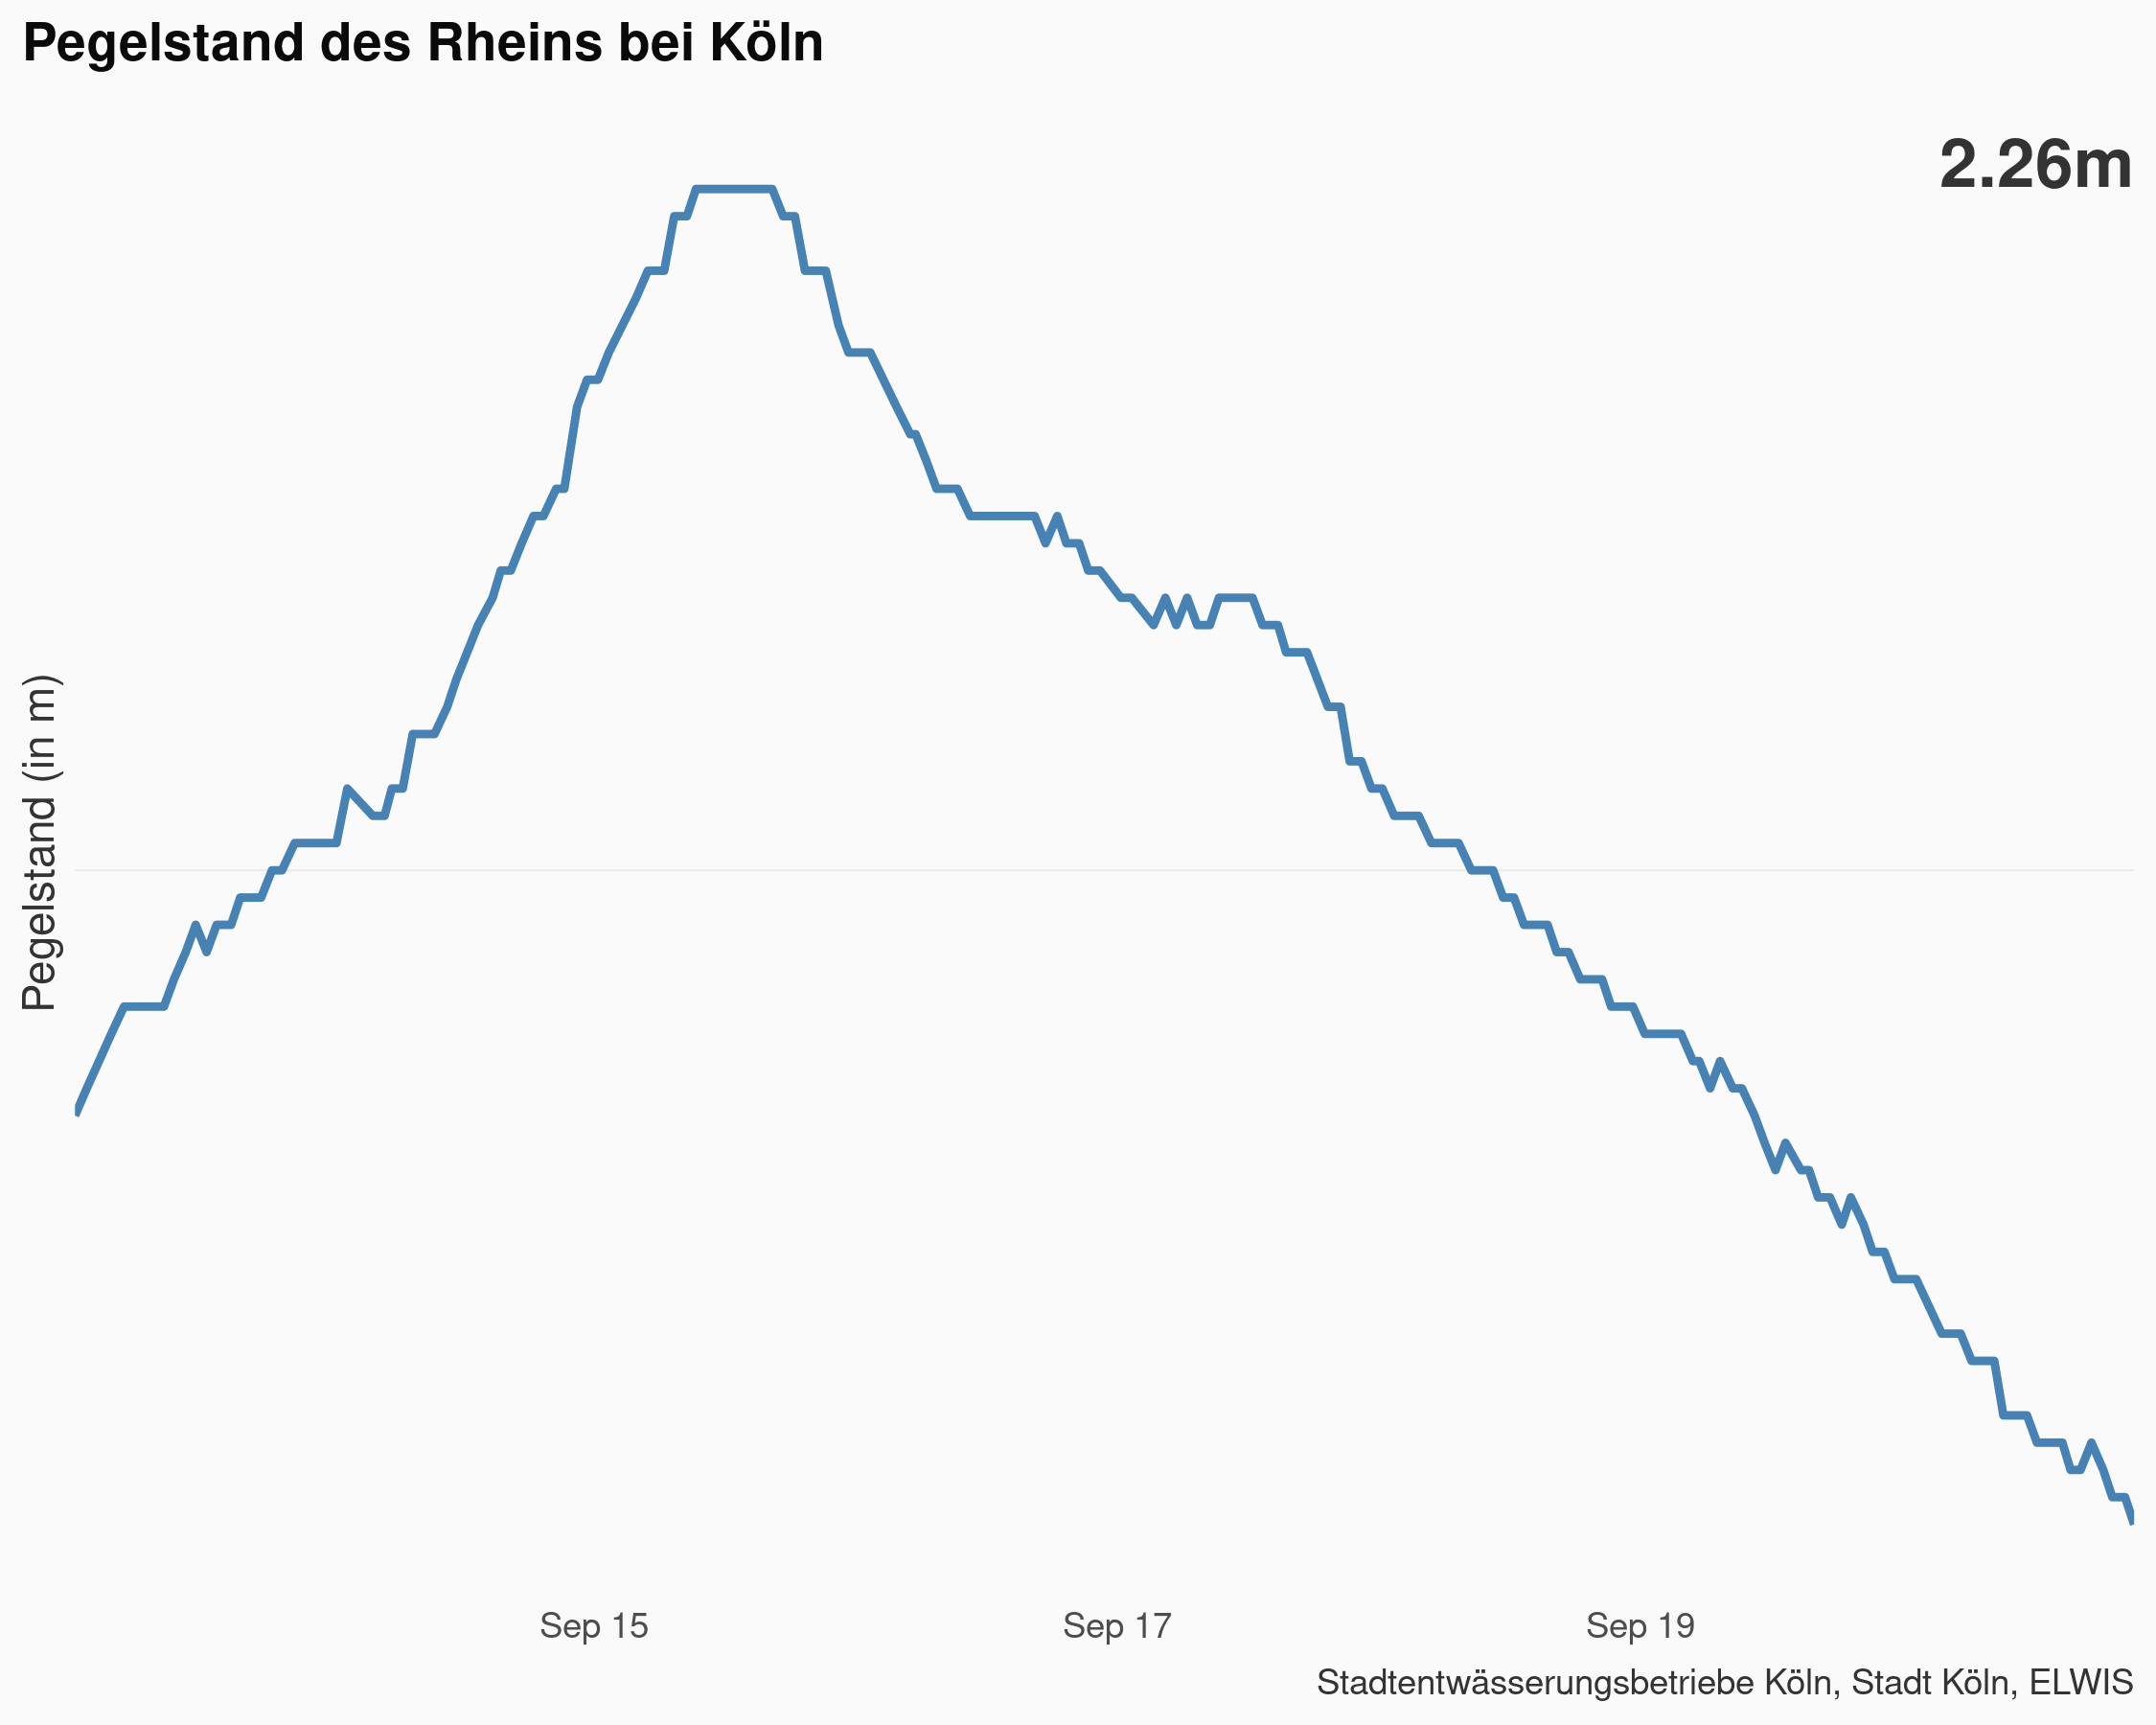 Pegelstand des Rheins bei Köln
2.26m
Pegelstand (in m)
Sep 15
Sep 17
Sep 19
Stadtentwässerungsbetriebe Köln, Stadt Köln, ELWIS